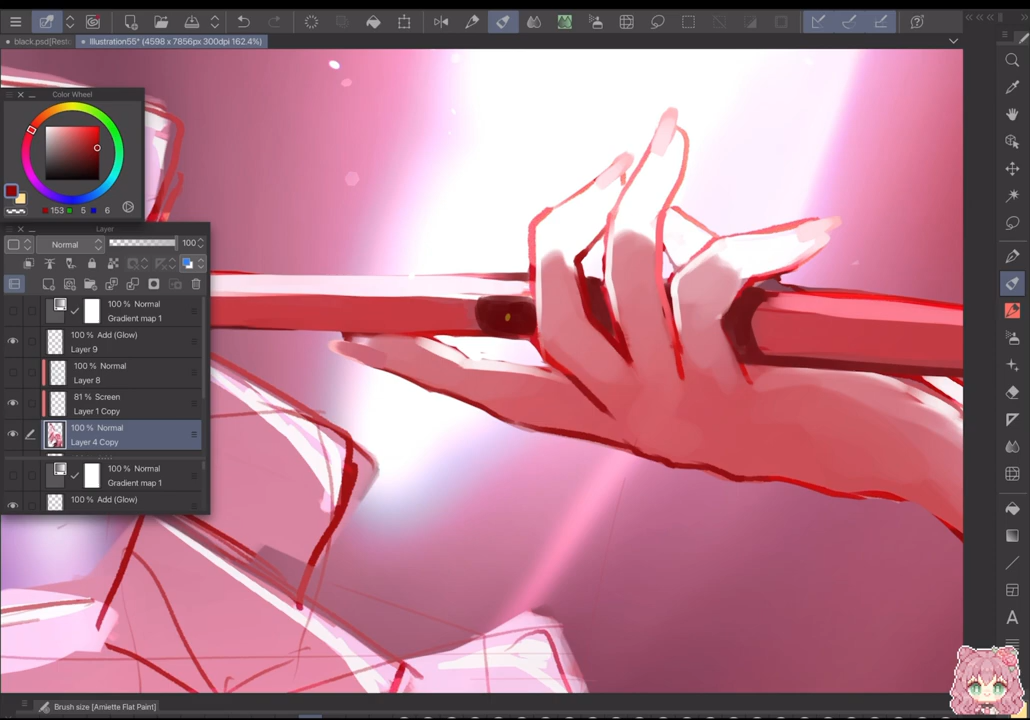 black.psd[Rest
Illustration55* (4598 x 7856px 300dpi 162.4%)
Color Wheel
153 5 6
Layer
Normal 100
100 % Normal
Gradient map 1
100 % Add (Glow)
Layer 9
100 % Normal
Layer 8
81 % Screen
Layer 1 Copy
100 % Normal
Layer 4 Copy
100 % Normal
Gradient map 1
100 % Add (Glow)
Brush size [Amiette Flat Paint]